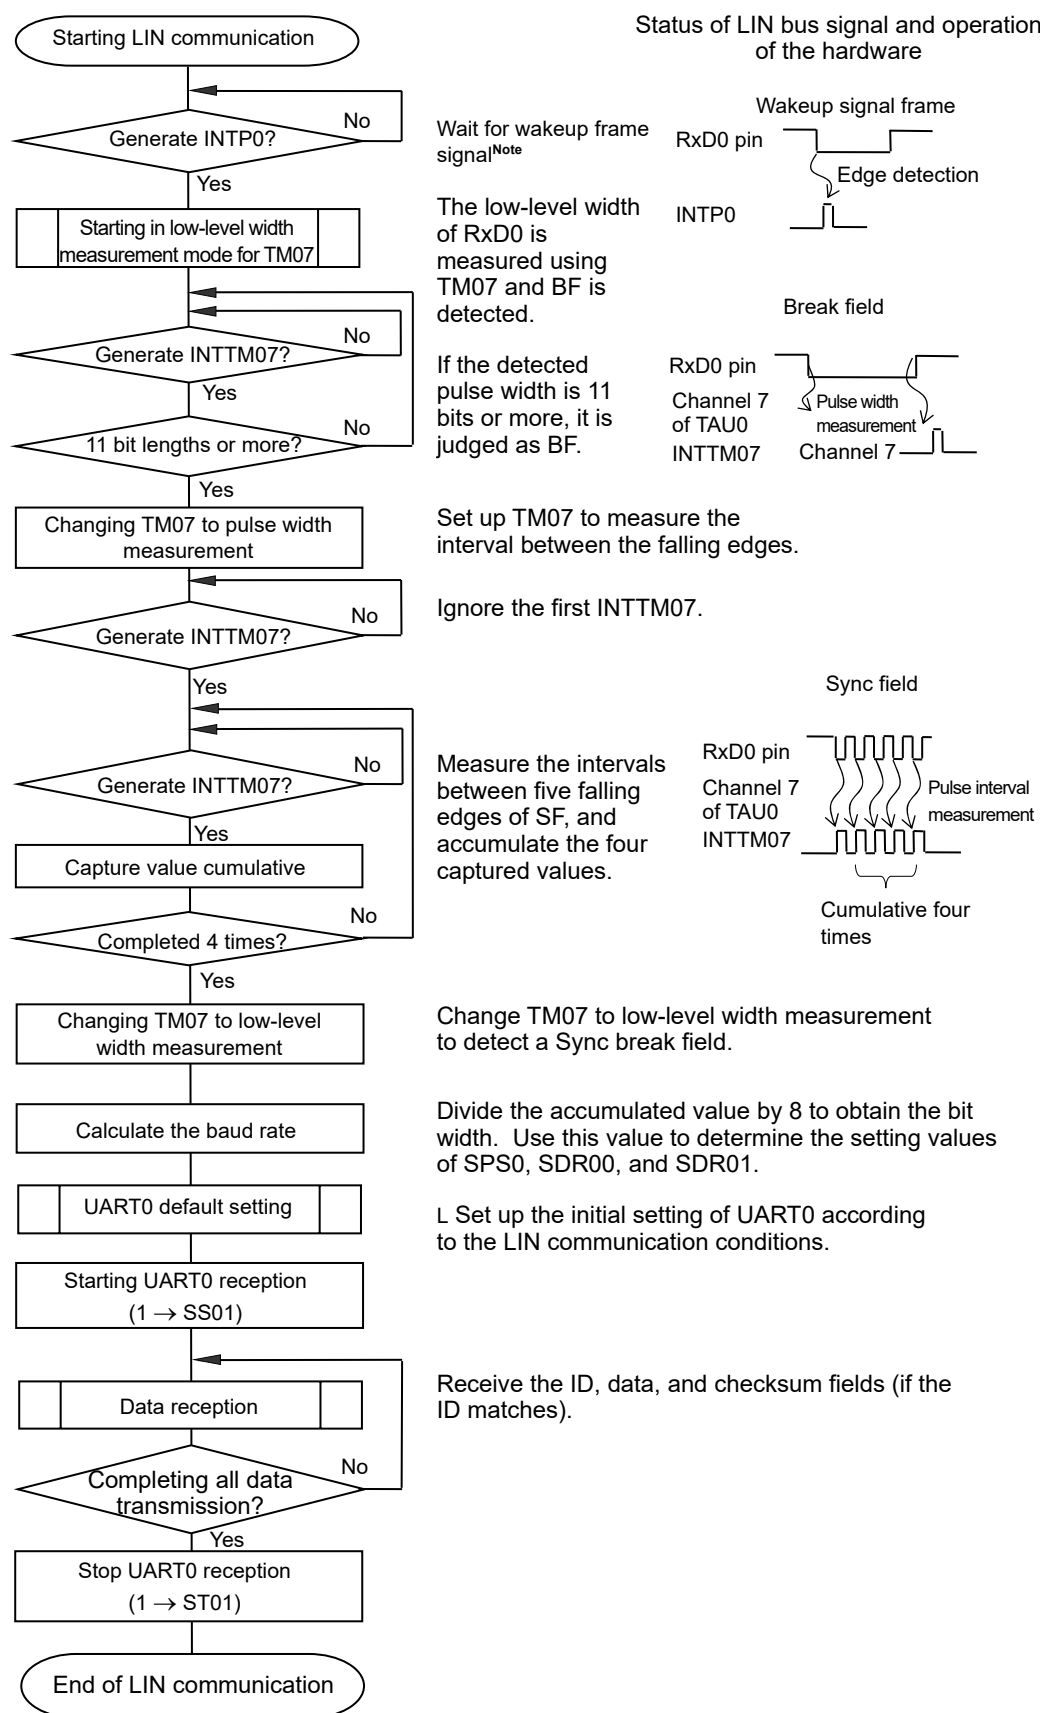 Status of LIN bus signal and operation
of the hardware
Starting LIN communication
Wakeup signal frame
No
Generate INTP0?
Wait for wakeup frame
signalNote
RxD0 pin
Edge detection
Yes
INTP0
Starting in low-level width
measurement mode for TM07
The low-level width
of RxD0 is
measured using
TM07 and BF is
detected.
Break field
No
Generate INTTM07?
Yes
If the detected
pulse width is 11
bits or more, it is
judged as BF.
RxD0 pin
Channel 7
of TAU0
INTTM07
Pulse width
measurement
Channel 7
No
11 bit lengths or more?
Yes
Changing TM07 to pulse width
measurement
Set up TM07 to measure the
interval between the falling edges.
No
Generate INTTM07?
Ignore the first INTTM07.
Yes
Sync field
No
Generate INTTM07?
Yes
Measure the intervals
between five falling
edges of SF, and
accumulate the four
captured values.
RxD0 pin
Channel 7
of TAU0
INTTM07
Pulse interval
measurement
Cumulative four
times
Capture value cumulative
No
Completed 4 times?
Yes
Changing TM07 to low-level
width measurement
Change TM07 to low-level width measurement
to detect a Sync break field.
Calculate the baud rate
Divide the accumulated value by 8 to obtain the bit
width.  Use this value to determine the setting values
of SPS0, SDR00, and SDR01.
UART0 default setting
L Set up the initial setting of UART0 according
to the LIN communication conditions.
Starting UART0 reception
(1 → SS01)
Data reception
Receive the ID, data, and checksum fields (if the
ID matches).
No
Completing all data
transmission?
Yes
Stop UART0 reception
(1 → ST01)
End of LIN communication